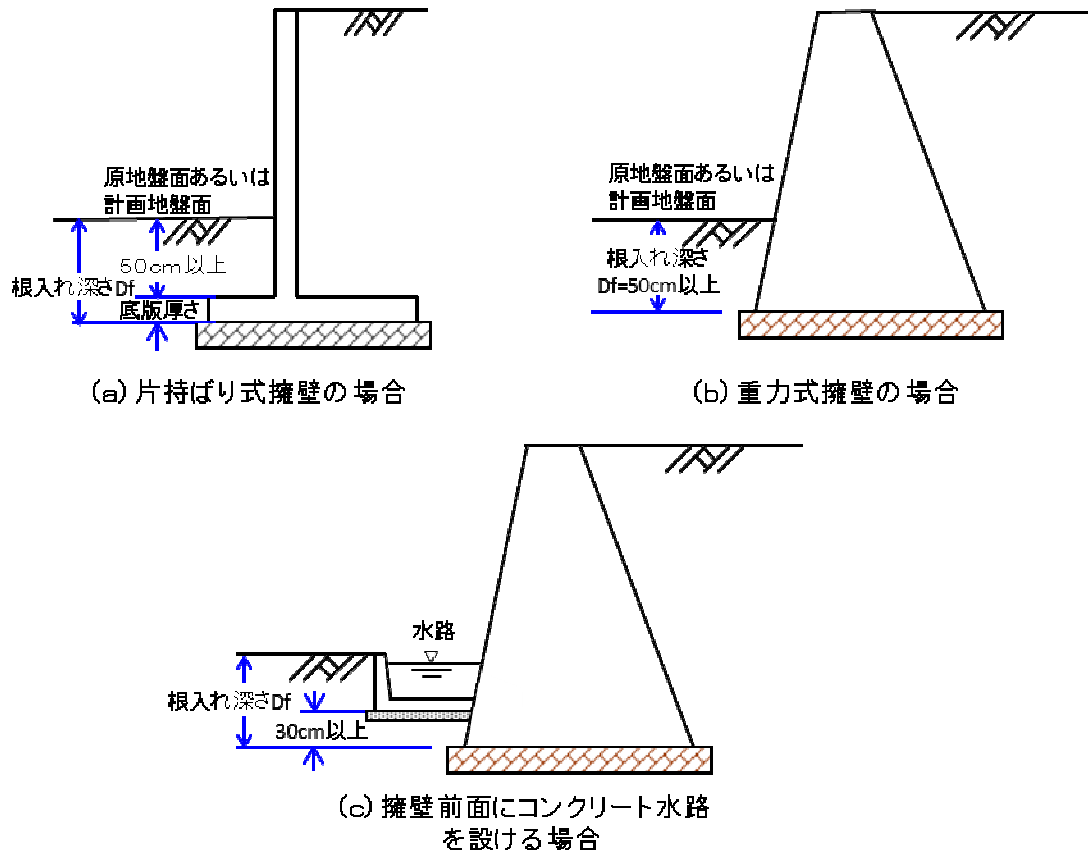 原地盤面あるいは
計画地盤面
50cm以上
根入れ深さDf
底版厚さ
(a) 片持ばり式擁壁の場合
原地盤面あるいは
計画地盤面
根入れ深さ
Df=50cm以上
(b) 重力式擁壁の場合
水路
根入れ深さDf
30cm以上
(c) 擁壁前面にコンクリート水路
を設ける場合